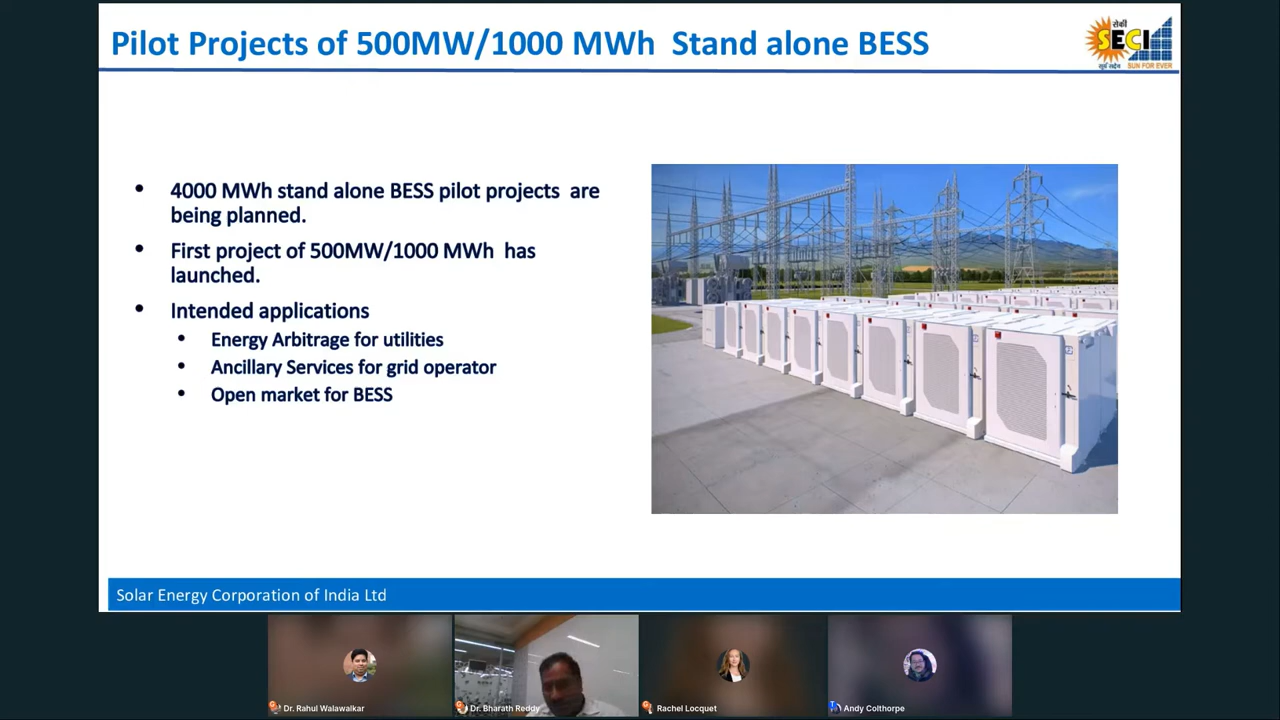 Pilot Projects of 500MW/1000 MWh Stand alone BESS
सेकी
SECI
SUN FOR EVER
• 4000 MWh stand alone BESS pilot projects are
being planned.
• First project of 500MW/1000 MWh has
launched.
• Intended applications
• Energy Arbitrage for utilities
• Ancillary Services for grid operator
• Open market for BESS
Solar Energy Corporation of India Ltd
Dr. Rahul Walawalkar
Dr. Bharath Reddy
Rachel Locquet
Andy Colthorpe